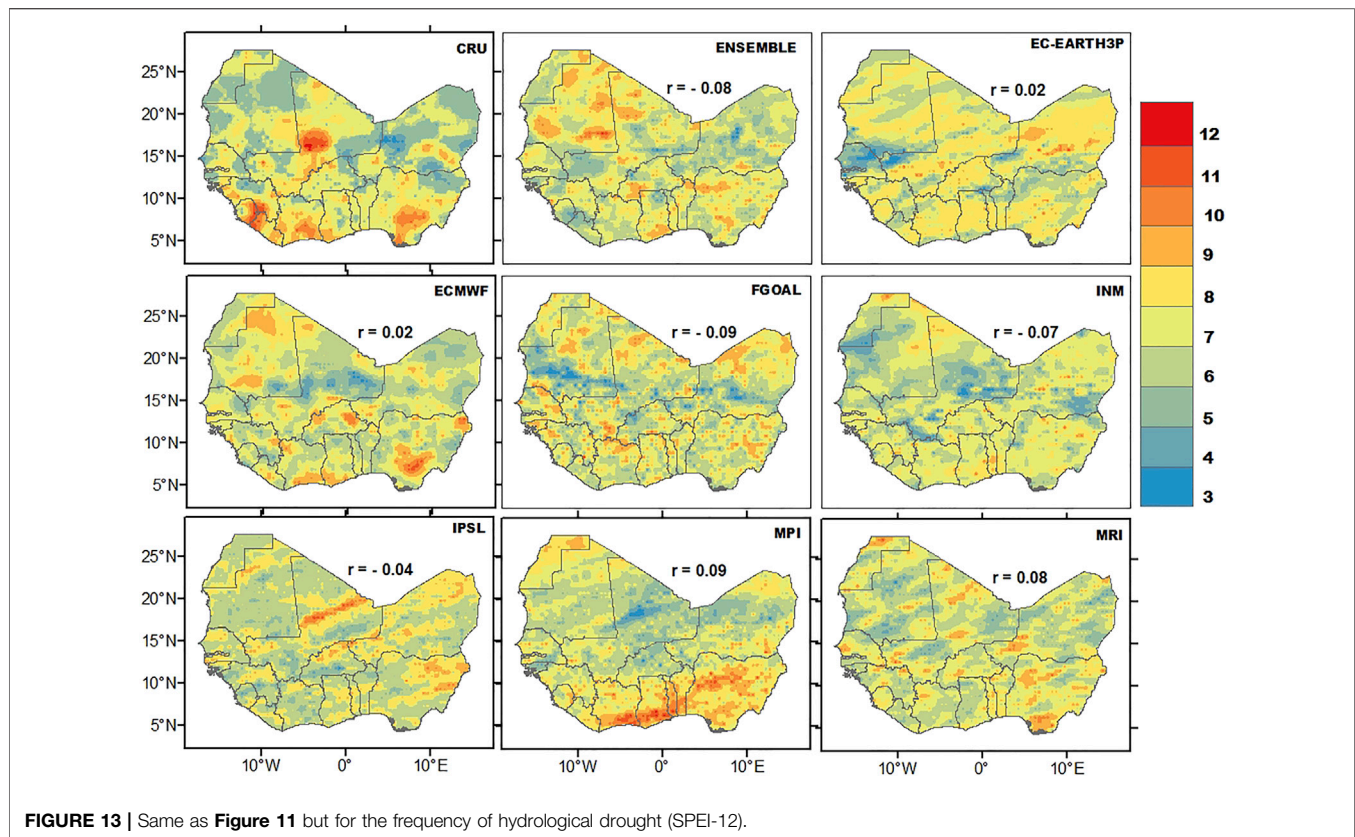 CRU
ENSEMBLE
EC-EARTH3P
25°N
20°N
15°N
10°N
5°N
r = - 0.08
r = 0.02
ECMWF
FGOAL
INM
25°N
20°N
15°N
10°N
5°N
r = 0.02
r = - 0.09
r = - 0.07
IPSL
MPI
MRI
25°N
20°N
15°N
10°N
5°N
r = - 0.04
r = 0.09
r = 0.08
10°W 0° 10°E
10°W 0° 10°E
10°W 0° 10°E
12
11
10
9
8
7
6
5
4
3
FIGURE 13 | Same as Figure 11 but for the frequency of hydrological drought (SPEI-12).